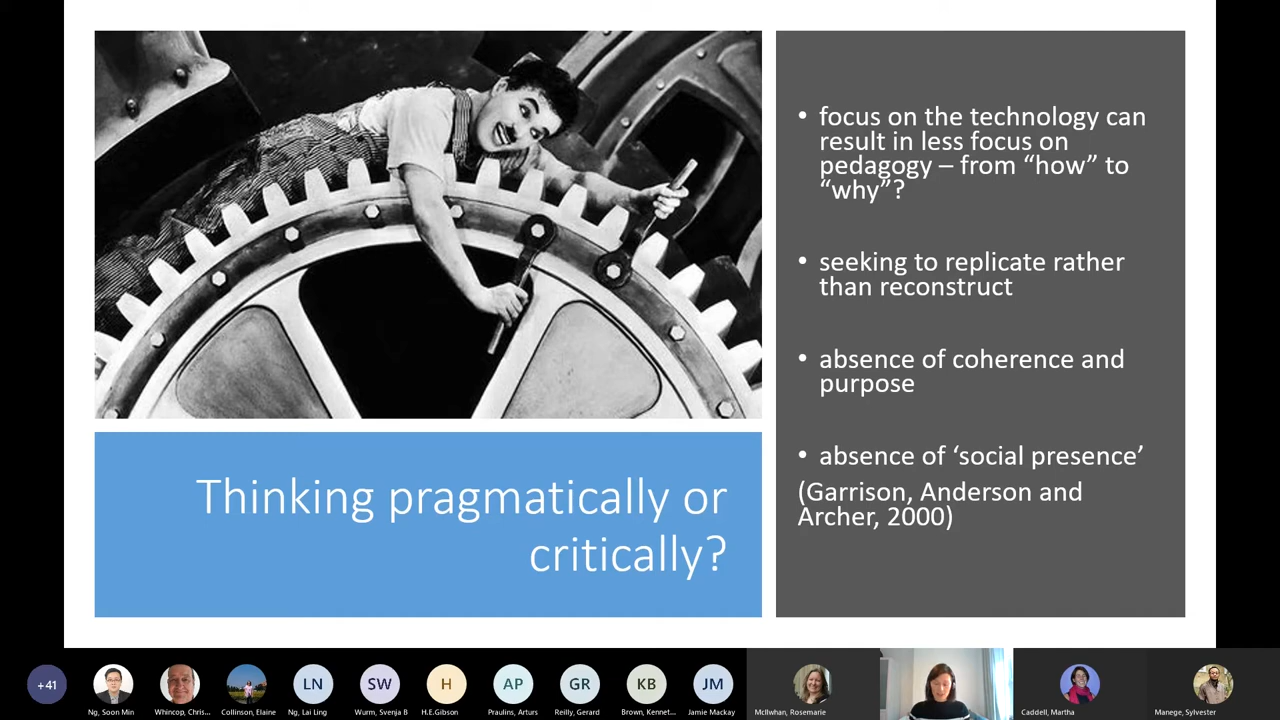 • focus on the technology can
result in less focus on
pedagogy – from “how” to
“why”?
• seeking to replicate rather
than reconstruct
• absence of coherence and
purpose
• absence of ‘social presence’
(Garrison, Anderson and
Archer, 2000)
Thinking pragmatically or
critically?
+41
LN
SW
H
AP
GR
KB
JM
Ng, Soon Min
Whincop, Chris...
Collinson, Elaine
Ng, Lai Ling
Wurm, Svenja B
H.E.Gibson
Praulins, Arturs
Reilly, Gerard
Brown, Kennet...
Jamie Mackay
McIlwhan, Rosemarie
Caddell, Martha
Manege, Sylvester